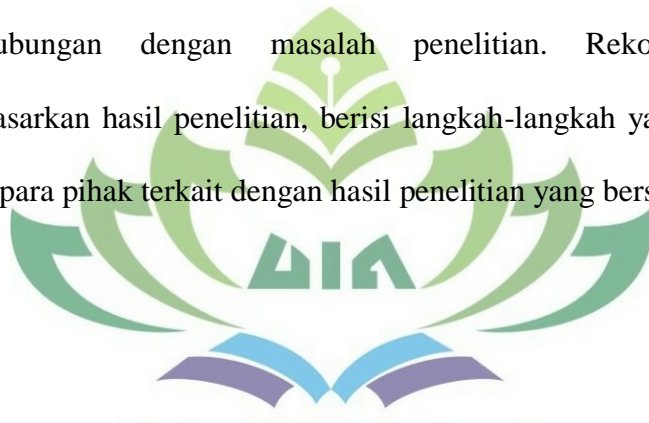 ubungan dengan masalah penelitian. Reko
asarkan hasil penelitian, berisi langkah-langkah ya
para pihak terkait dengan hasil penelitian yang bers
UIN